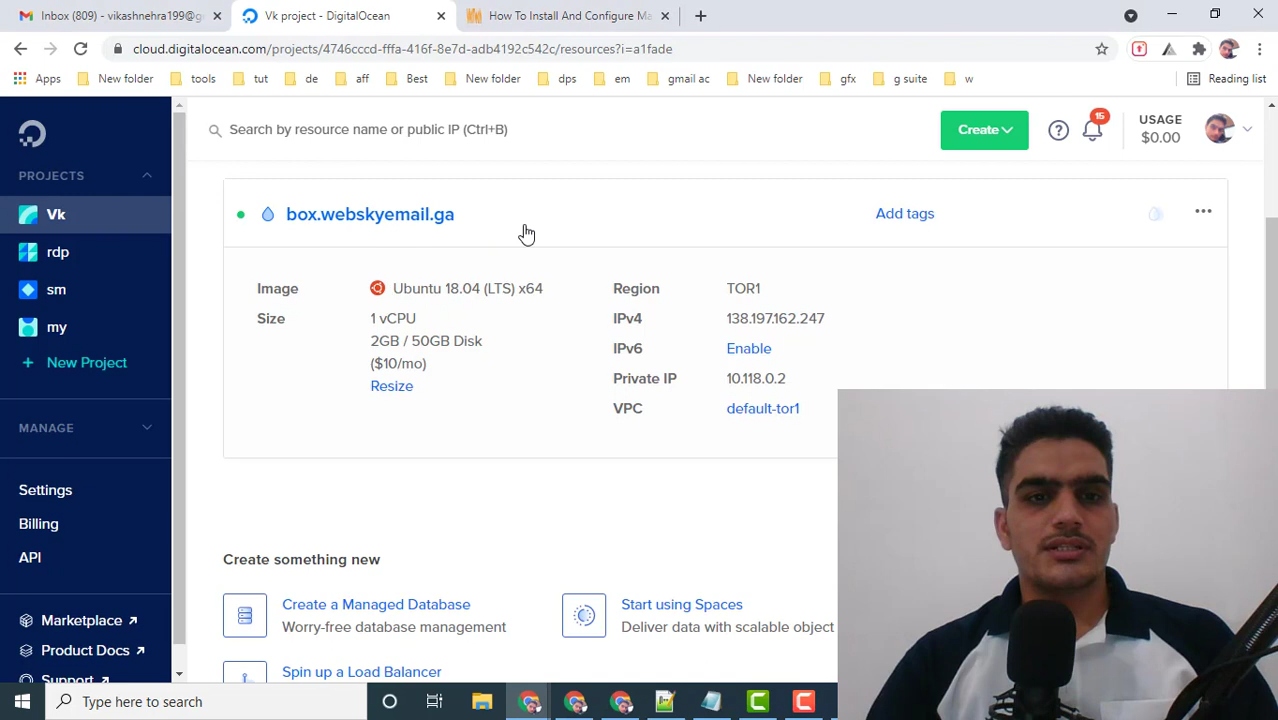 Inbox (809) - vikashnehra199@g
Vk project - DigitalOcean
How To Install And Configure Ma
cloud.digitalocean.com/projects/4746cccd-fffa-416f-8e7d-adb4192c542c/resources?i=a1fade
Apps New folder tools tut de aff Best New folder dps em gmail ac New folder gfx g suite w Reading list
Search by resource name or public IP (Ctrl+B)
Create
15
USAGE
$0.00
PROJECTS
Vk
rdp
sm
my
+ New Project
MANAGE
Settings
Billing
API
Marketplace ↗
Product Docs ↗
Support ↗
box.webskyemail.ga
Add tags
Image Ubuntu 18.04 (LTS) x64
Size 1 vCPU
2GB / 50GB Disk
($10/mo)
Resize
Region TOR1
IPv4 138.197.162.247
IPv6 Enable
Private IP 10.118.0.2
VPC default-tor1
Create something new
Create a Managed Database
Worry-free database management
Start using Spaces
Deliver data with scalable object
Spin up a Load Balancer
Type here to search